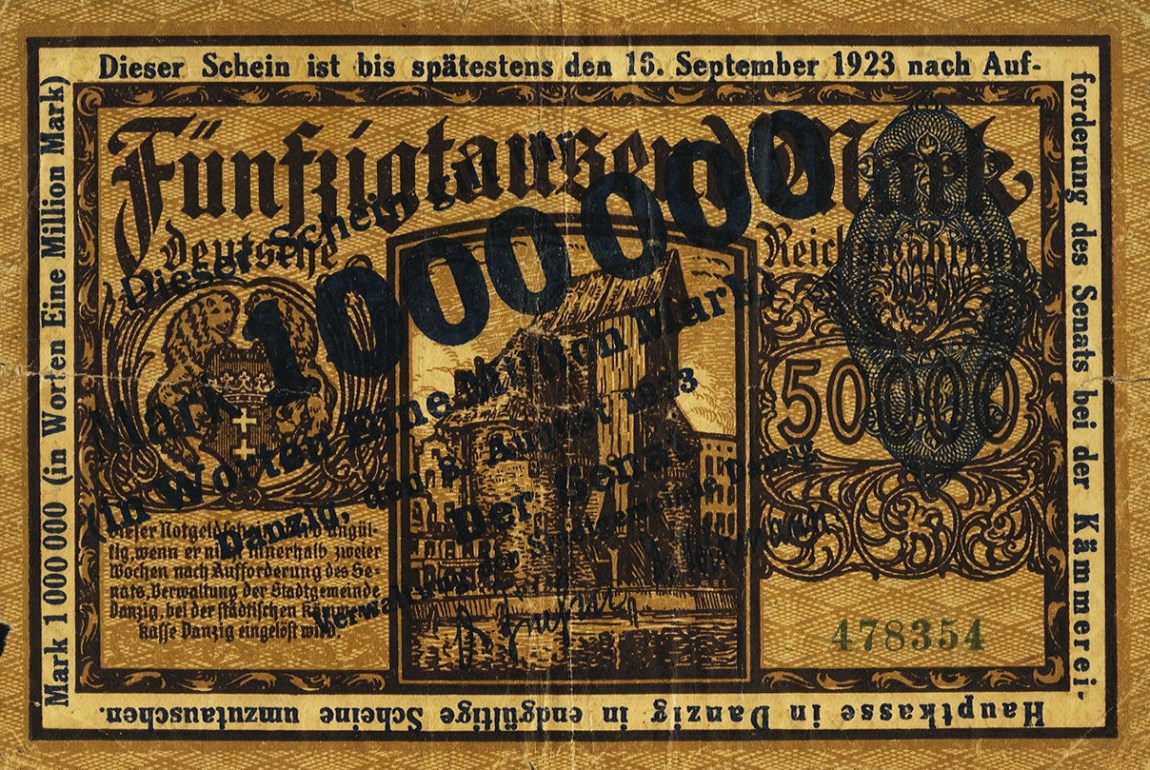 Dieser Schein ist bis spätestens den 15. September 1923 nach Auf-
forderung des Senats bei der Kämmerei-
Hauptkasse in Danzig in endgültige Scheine umzutauschen.
Mark 1 000 000 (in Worten Eine Million Mark)
Fünfzigtausend Mark
Deutsche Reichswährung
Dieser Schein gilt
Mark 1000000
in Worten Eine Million Mark
Danzig, den 8. August 1923
Der Senat
Verwaltung der Stadtgemeinde Danzig
50000
Dieser Notgeldschein wird ungül-
tig, wenn er nicht innerhalb zweier
Wochen nach Aufforderung des Se-
nats, Verwaltung der Stadtgemeinde
Danzig, bei der städtischen Kämmerei-
kasse Danzig eingelöst wird.
478354